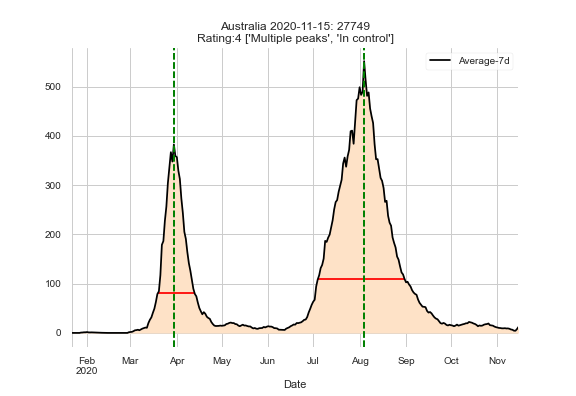 Australia 2020-11-15: 27749
Rating:4 ['Multiple peaks', 'In control']
Average-7d
500
400
300
200
100
0
Feb Mar Apr May Jun Jul Aug Sep Oct Nov
2020
Date